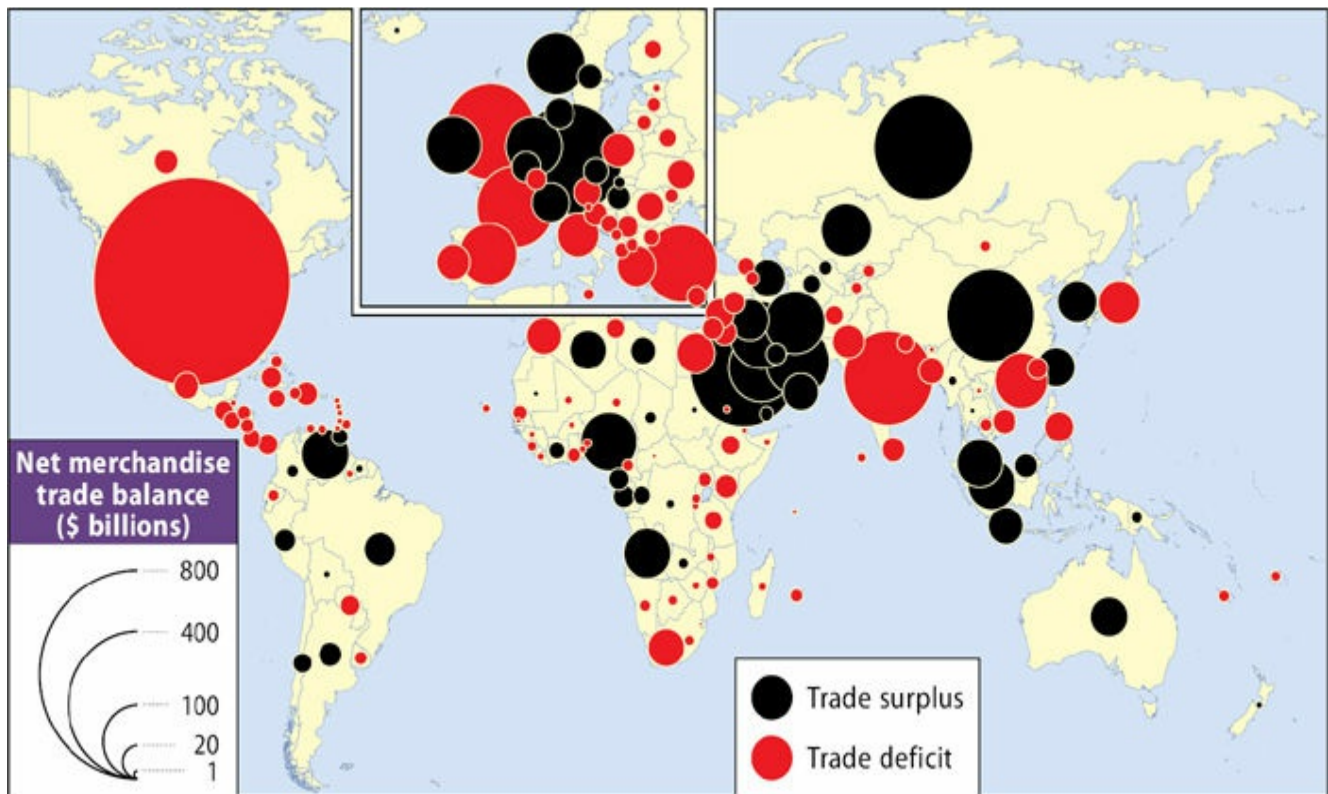 Net merchandise
trade balance
($ billions)
800
400
100
20
1
Trade surplus
Trade deficit